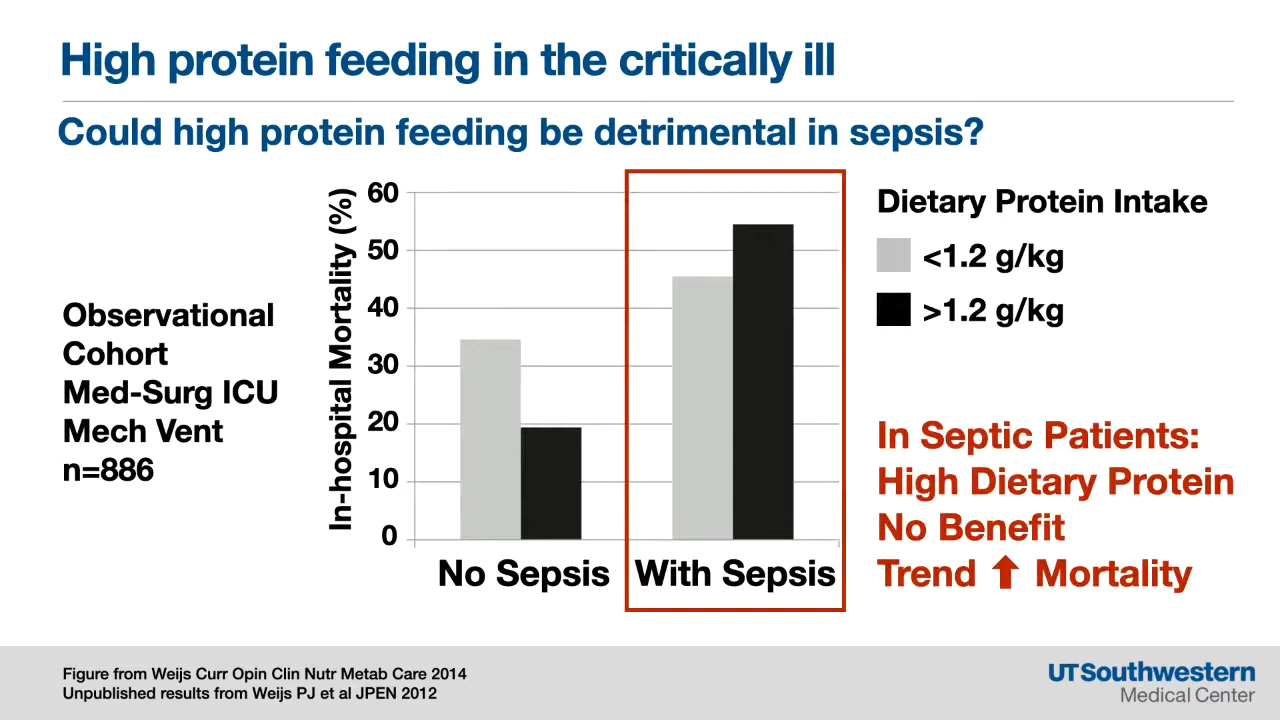 High protein feeding in the critically ill
Could high protein feeding be detrimental in sepsis?
Observational
Cohort
Med-Surg ICU
Mech Vent
n=886
In-hospital Mortality (%)
60
50
40
30
20
10
0
No Sepsis
With Sepsis
Dietary Protein Intake
<1.2 g/kg
>1.2 g/kg
In Septic Patients:
High Dietary Protein
No Benefit
Trend ⬆ Mortality
Figure from Weijs Curr Opin Clin Nutr Metab Care 2014
Unpublished results from Weijs PJ et al JPEN 2012
UTSouthwestern
Medical Center